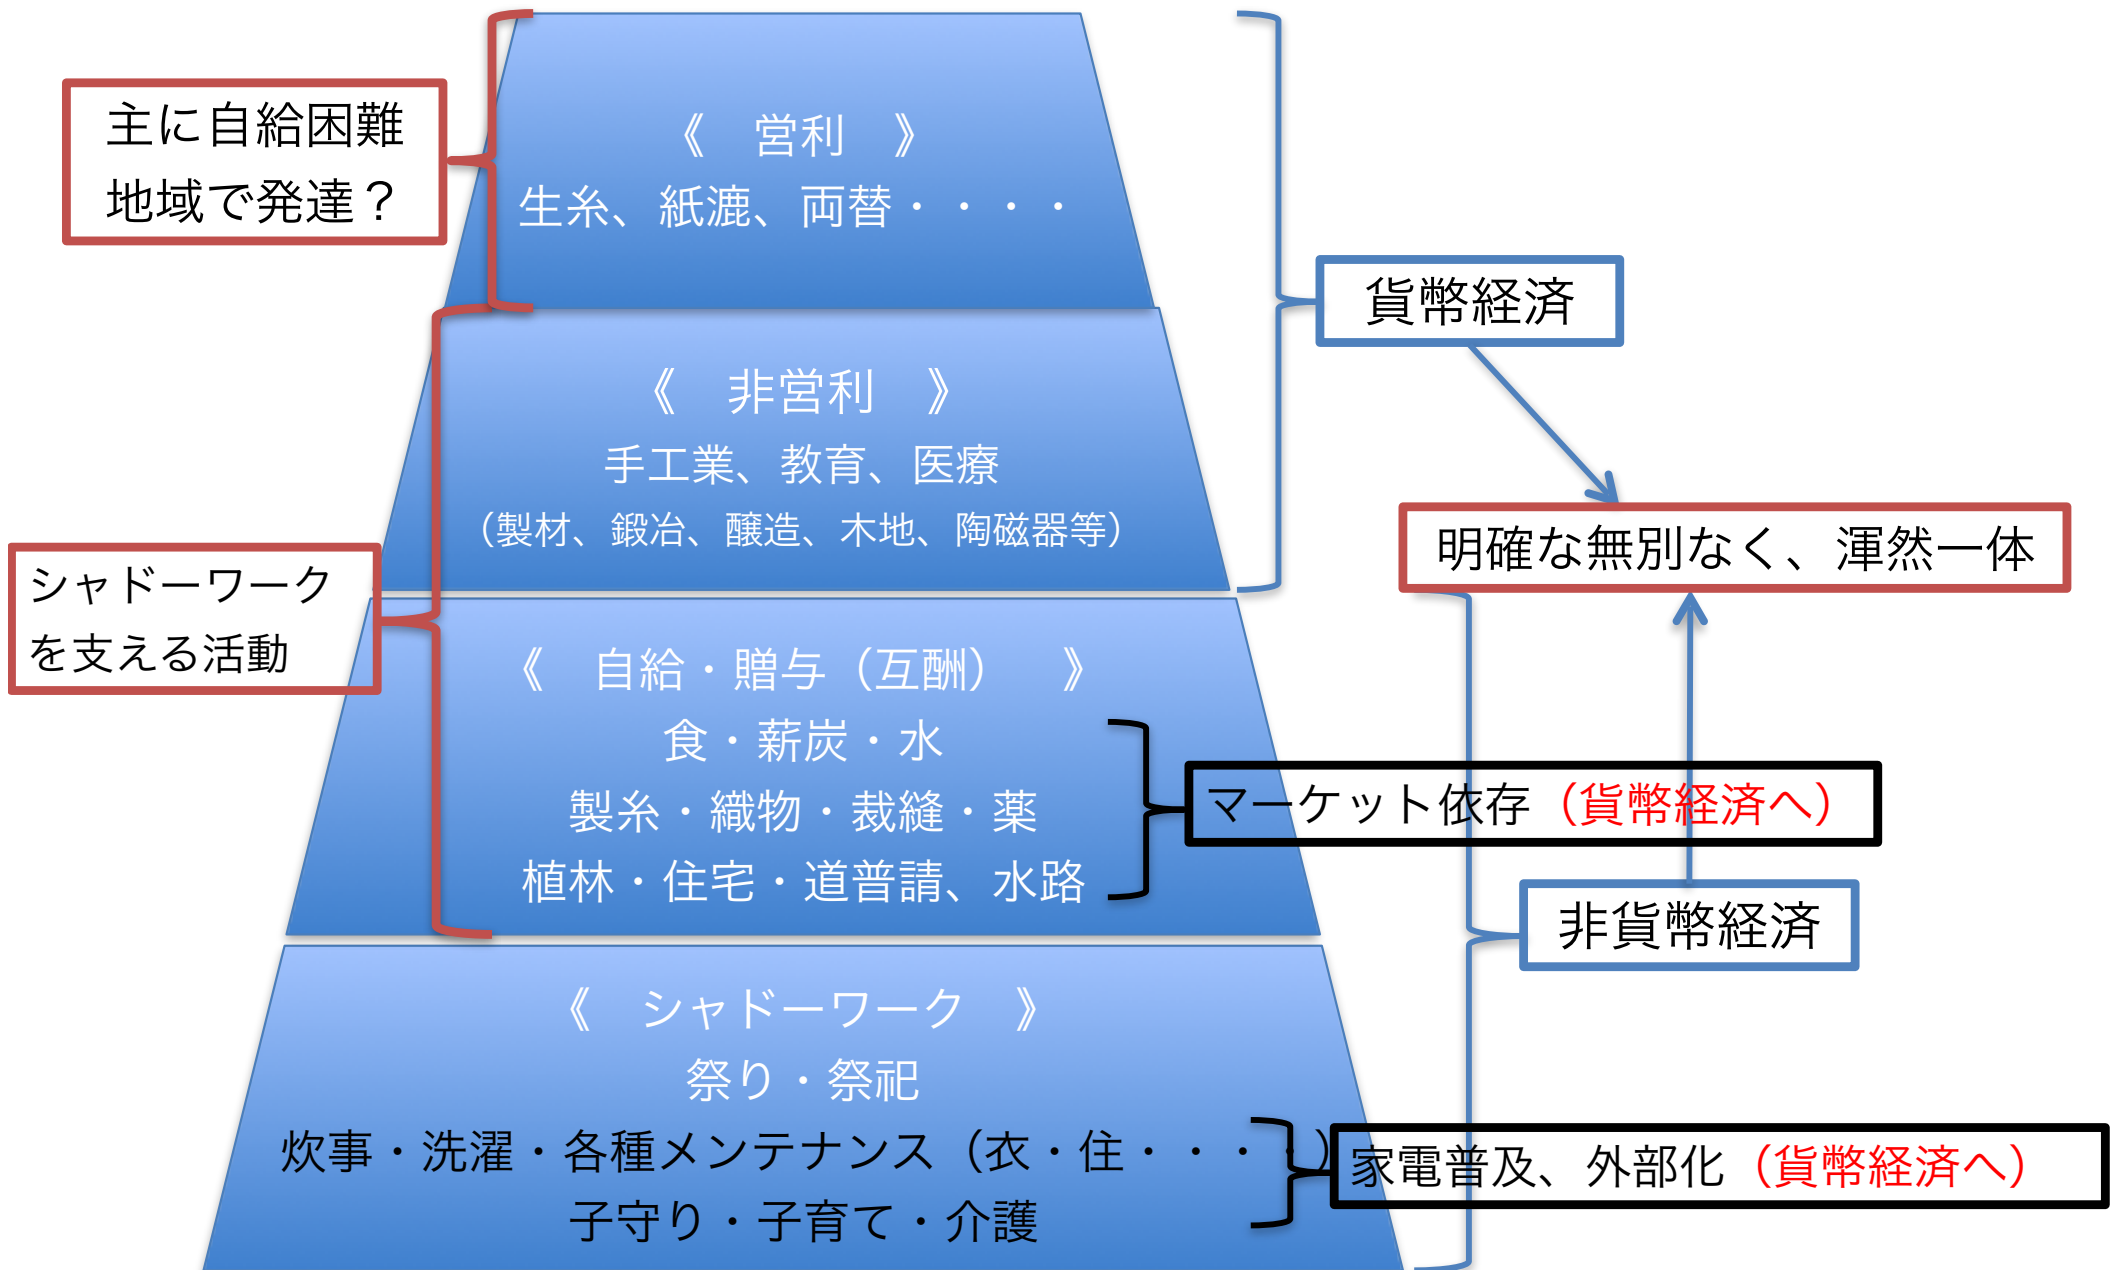 主に自給困難
地域で発達？
《　営利　》
生糸、紙漉、両替・・・・
貨幣経済
《　非営利　》
手工業、教育、医療
（製材、鍛冶、醸造、木地、陶磁器等）
明確な無別なく、渾然一体
シャドーワーク
を支える活動
《　自給・贈与（互酬）　》
食・薪炭・水
製糸・織物・裁縫・薬
植林・住宅・道普請、水路
マーケット依存（貨幣経済へ）
非貨幣経済
《　シャドーワーク　》
祭り・祭祀
炊事・洗濯・各種メンテナンス（衣・住・・・・）
子守り・子育て・介護
家電普及、外部化（貨幣経済へ）